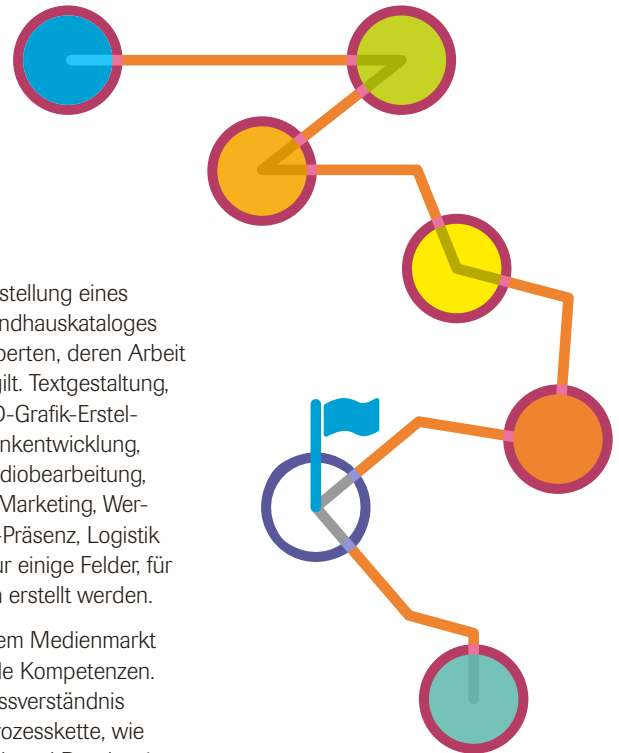 stellung eines
ndhauskataloges
perten, deren Arbeit
gilt. Textgestaltung,
D-Grafik-Erstel-
nkentwicklung,
diobearbeitung,
Marketing, Wer-
-Präsenz, Logistik
ur einige Felder, für
n erstellt werden.
em Medienmarkt
le Kompetenzen.
ssverständnis
rozesskette, wie